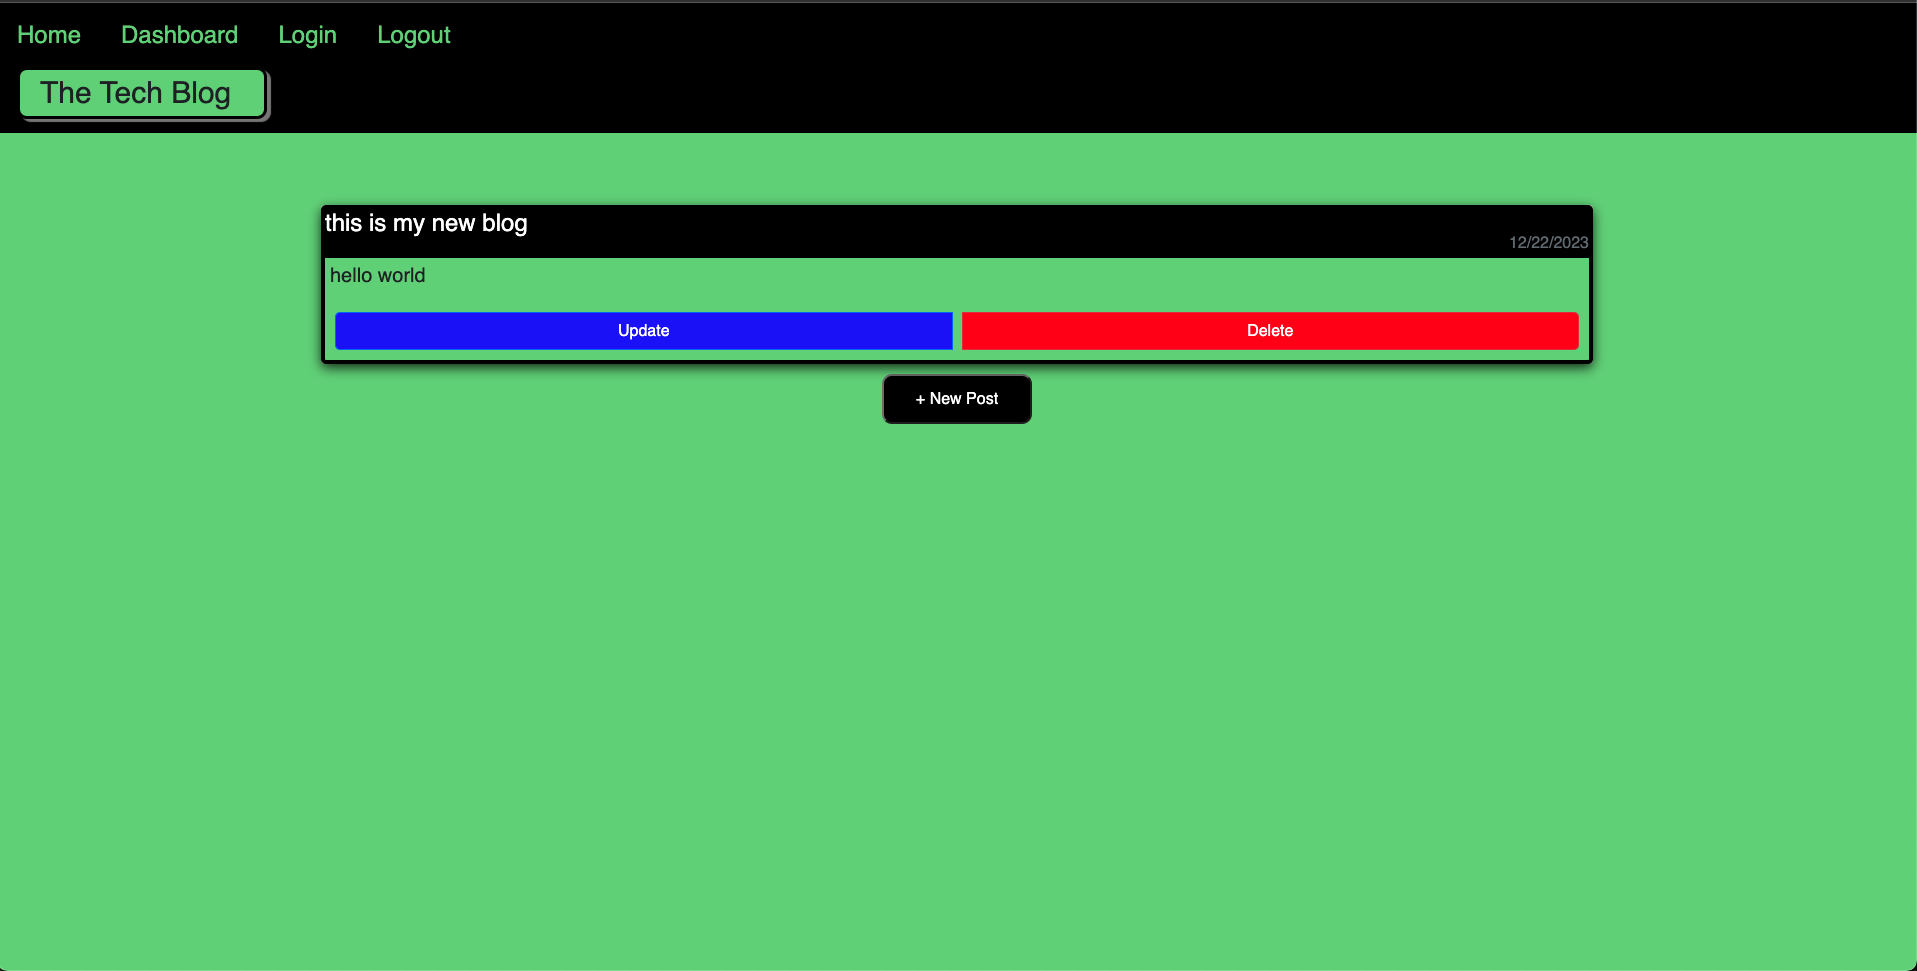 Home Dashboard Login Logout
The Tech Blog
this is my new blog
12/22/2023
hello world
Update Delete
+ New Post